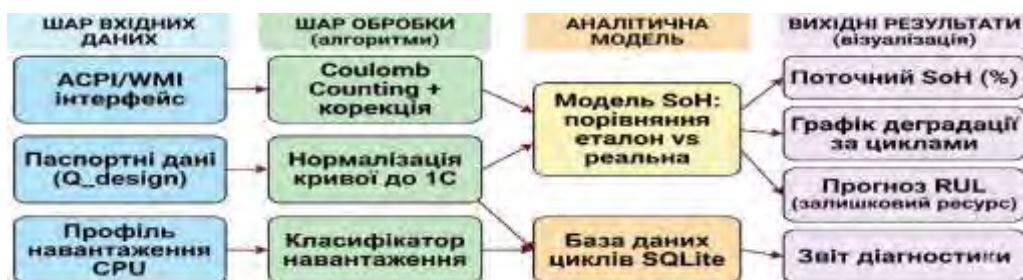 ШАР ВХІДНИХ
ДАНИХ
ШАР ОБРОБКИ
(алгоритми)
АНАЛІТИЧНА
МОДЕЛЬ
ВИХІДНІ РЕЗУЛЬТАТИ
(візуалізація)
ACPI/WMI
інтерфейс
Coulomb
Counting +
корекція
Модель SoH:
порівняння
еталон vs
реальна
Поточний SoH (%)
Графік деградації
за циклами
Паспортні дані
(Q_design)
Нормалізація
кривої до 1C
Прогноз RUL
(залишковий ресурс)
Профіль
навантаження
CPU
Класифікатор
навантаження
База даних
циклів SQLite
Звіт діагностики